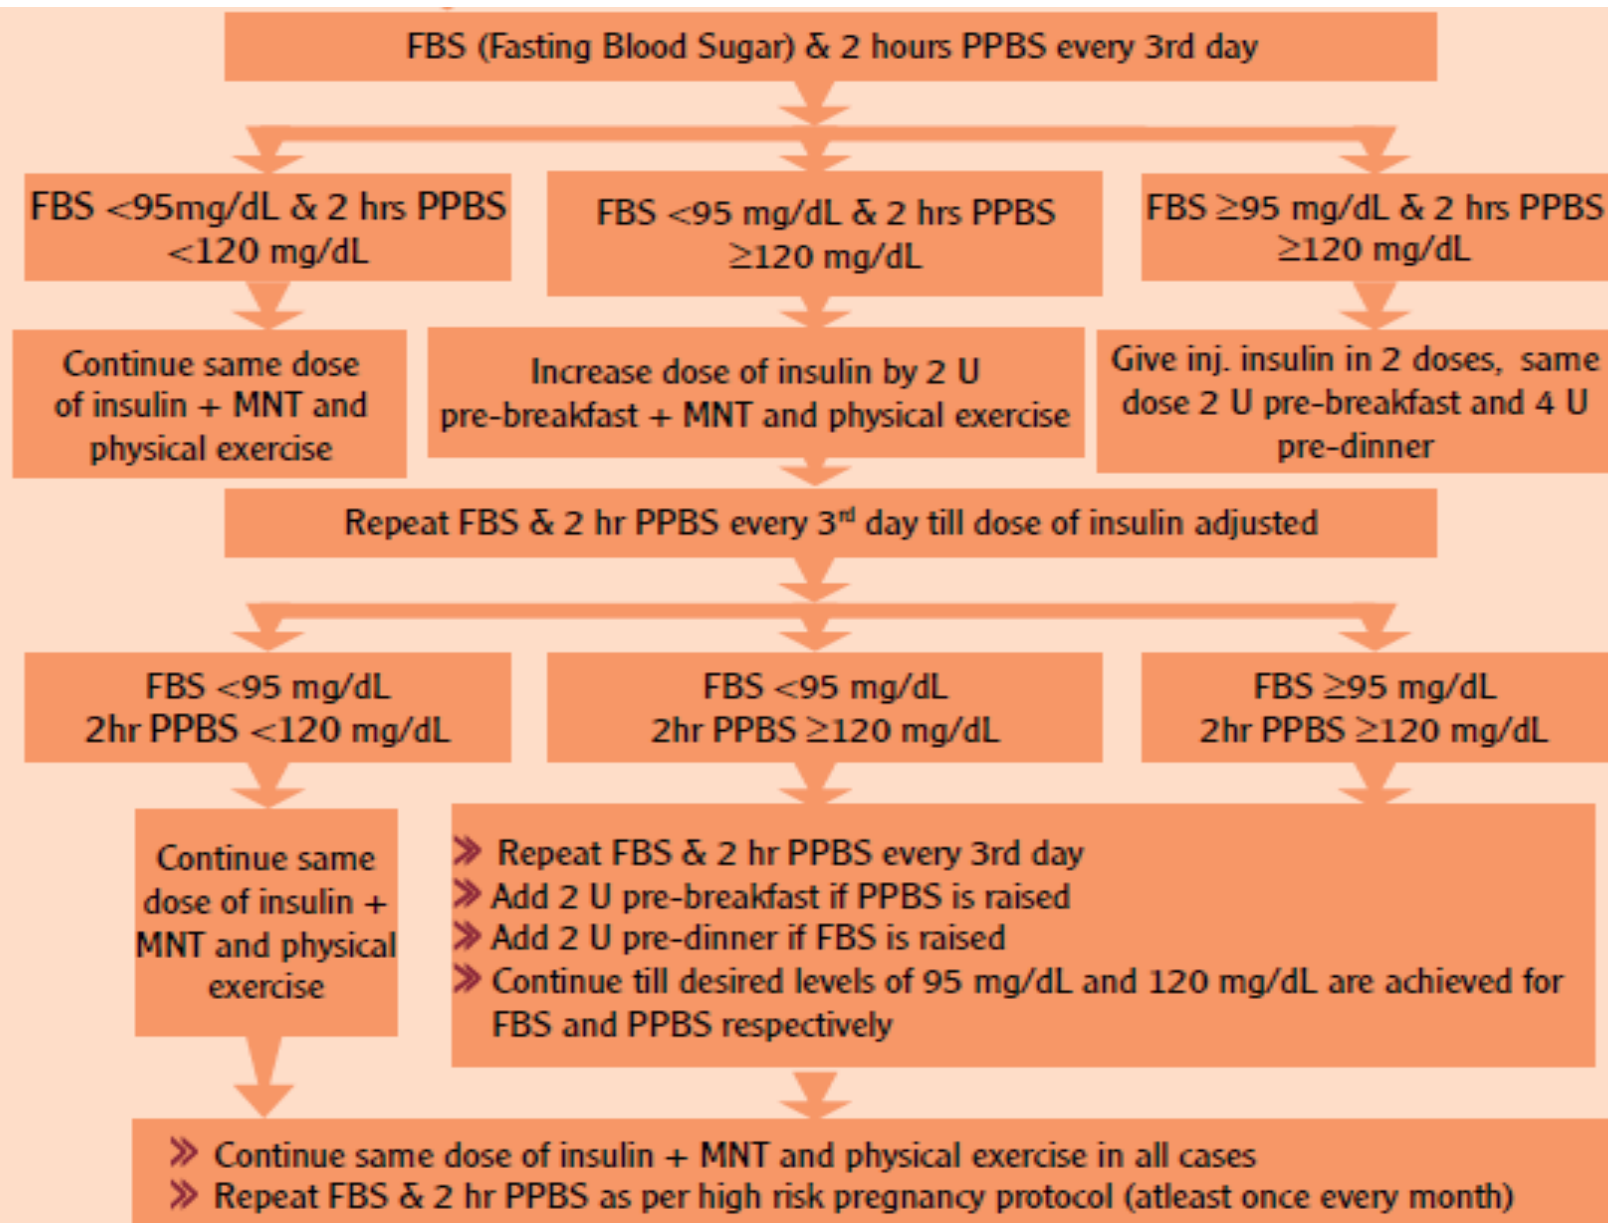 FBS (Fasting Blood Sugar) & 2 hours PPBS every 3rd day
FBS <95mg/dL & 2 hrs PPBS
<120 mg/dL
FBS <95 mg/dL & 2 hrs PPBS
≥120 mg/dL
FBS ≥95 mg/dL & 2 hrs PPBS
≥120 mg/dL
Continue same dose
of insulin + MNT and
physical exercise
Increase dose of insulin by 2 U
pre-breakfast + MNT and physical exercise
Give inj. insulin in 2 doses, same
dose 2 U pre-breakfast and 4 U
pre-dinner
Repeat FBS & 2 hr PPBS every 3rd day till dose of insulin adjusted
FBS <95 mg/dL
2hr PPBS <120 mg/dL
FBS <95 mg/dL
2hr PPBS ≥120 mg/dL
FBS ≥95 mg/dL
2hr PPBS ≥120 mg/dL
Continue same
dose of insulin +
MNT and physical
exercise
» Repeat FBS & 2 hr PPBS every 3rd day
» Add 2 U pre-breakfast if PPBS is raised
» Add 2 U pre-dinner if FBS is raised
» Continue till desired levels of 95 mg/dL and 120 mg/dL are achieved for
FBS and PPBS respectively
» Continue same dose of insulin + MNT and physical exercise in all cases
» Repeat FBS & 2 hr PPBS as per high risk pregnancy protocol (atleast once every month)